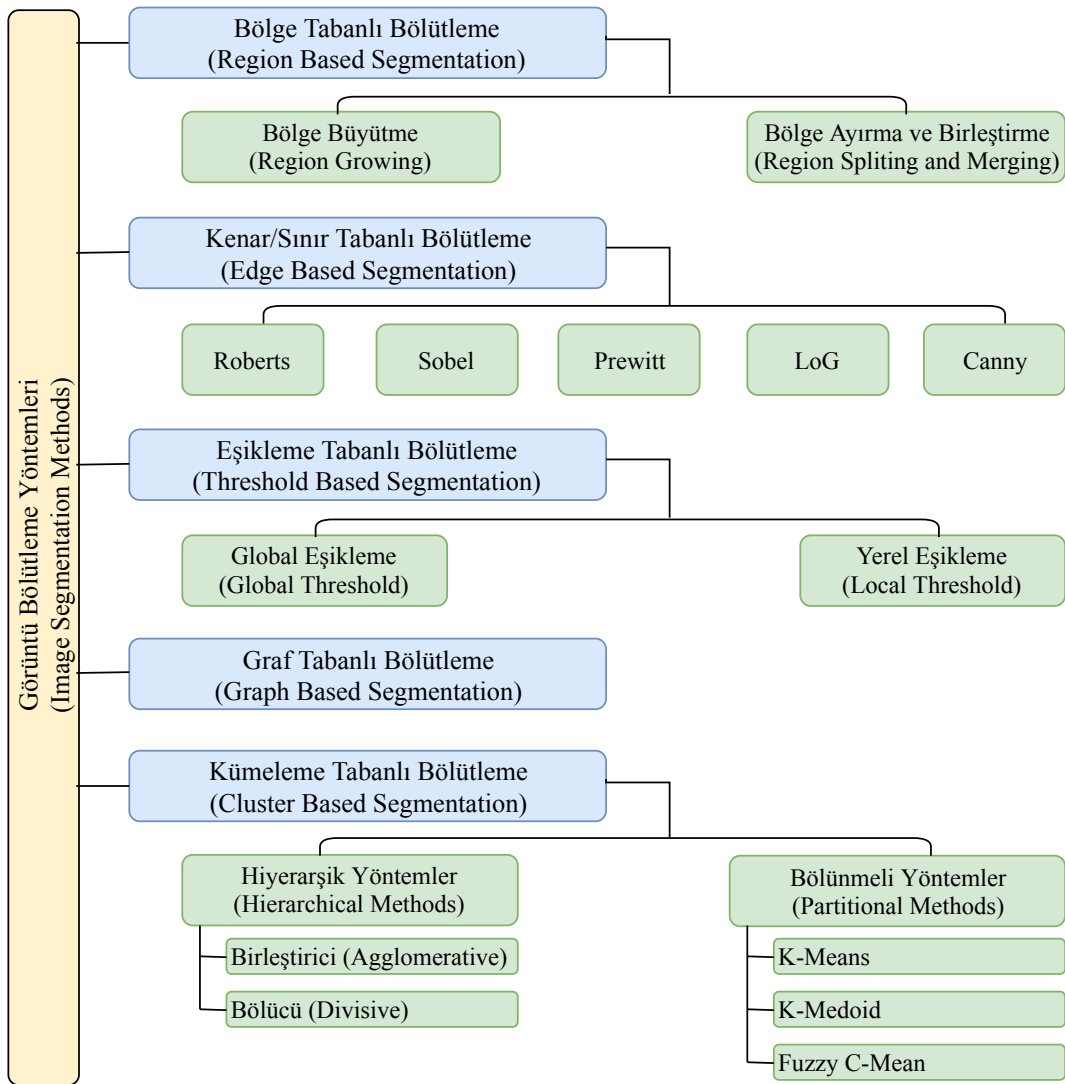 Görüntü Bölütleme Yöntemleri
(Image Segmentation Methods)
Bölge Tabanlı Bölütleme
(Region Based Segmentation)
Bölge Büyütme
(Region Growing)
Bölge Ayırma ve Birleştirme
(Region Spliting and Merging)
Kenar/Sınır Tabanlı Bölütleme
(Edge Based Segmentation)
Roberts
Sobel
Prewitt
LoG
Canny
Eşikleme Tabanlı Bölütleme
(Threshold Based Segmentation)
Global Eşikleme
(Global Threshold)
Yerel Eşikleme
(Local Threshold)
Graf Tabanlı Bölütleme
(Graph Based Segmentation)
Kümeleme Tabanlı Bölütleme
(Cluster Based Segmentation)
Hiyerarşik Yöntemler
(Hierarchical Methods)
Birleştirici (Agglomerative)
Bölücü (Divisive)
Bölünmeli Yöntemler
(Partitional Methods)
K-Means
K-Medoid
Fuzzy C-Mean